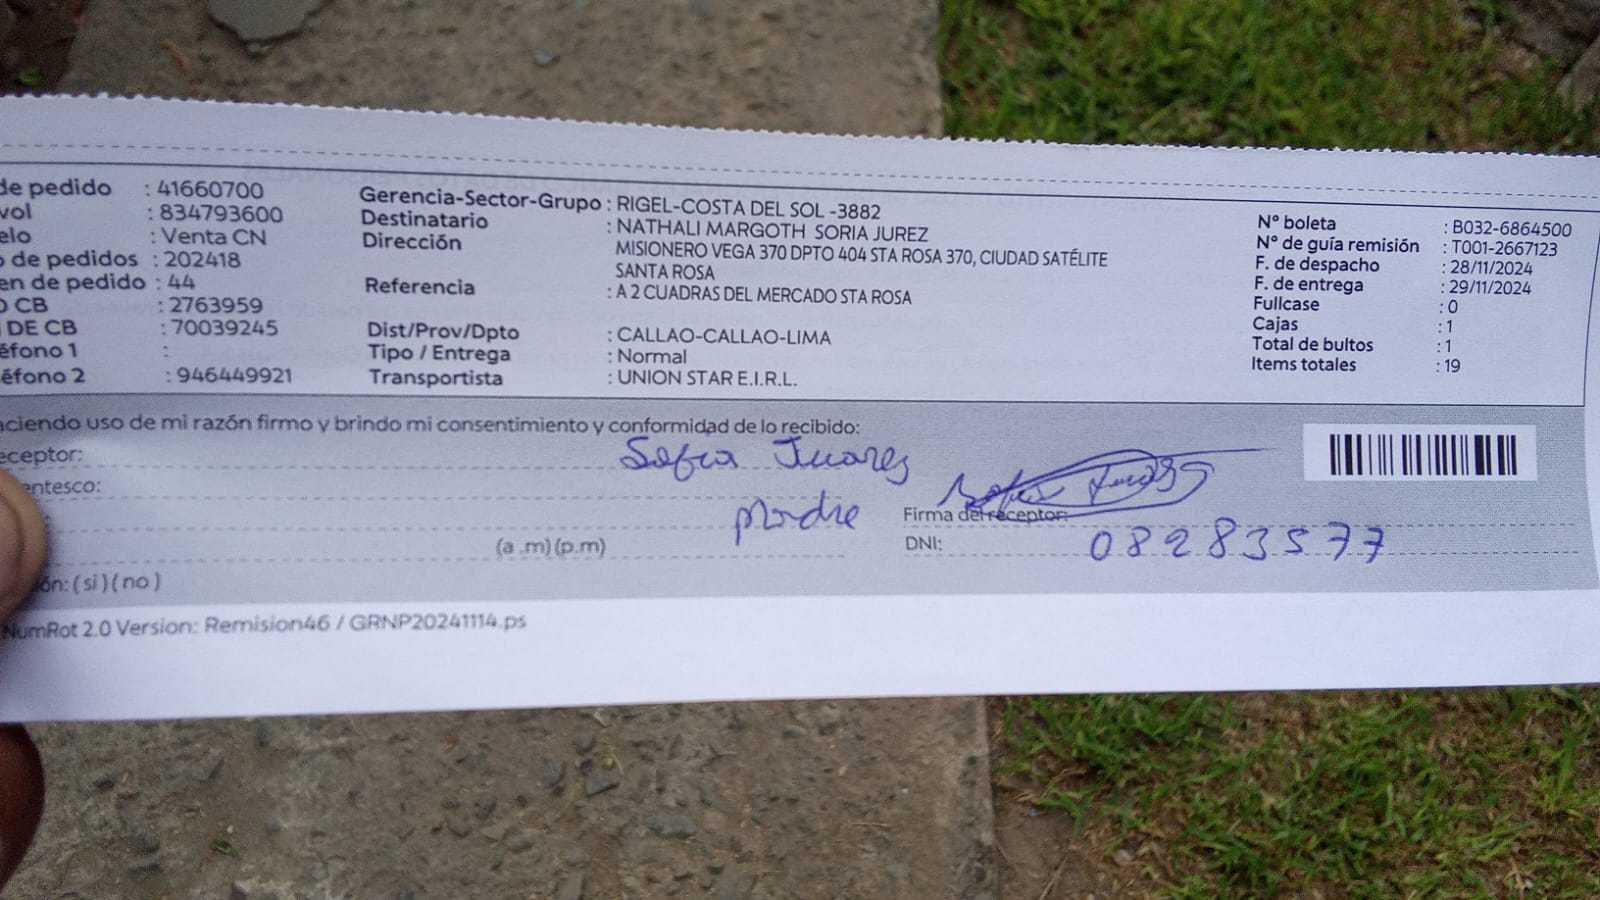 de pedido : 41660700
vol : 834793600
elo : Venta CN
o de pedidos : 202418
en de pedido : 44
O CB : 2763959
I DE CB : 70039245
éfono 1 :
éfono 2 : 946449921
Gerencia-Sector-Grupo : RIGEL-COSTA DEL SOL -3882
Destinatario : NATHALI MARGOTH SORIA JUREZ
Dirección MISIONERO VEGA 370 DPTO 404 STA ROSA 370, CIUDAD SATÉLITE
SANTA ROSA
Referencia : A 2 CUADRAS DEL MERCADO STA ROSA
Dist/Prov/Dpto : CALLAO-CALLAO-LIMA
Tipo / Entrega : Normal
Transportista : UNION STAR E.I.R.L.
N° boleta : B032-6864500
N° de guía remisión : T001-2667123
F. de despacho : 28/11/2024
F. de entrega : 29/11/2024
Fullcase : 0
Cajas : 1
Total de bultos : 1
Items totales : 19
aciendo uso de mi razón firmo y brindo mi consentimiento y conformidad de lo recibido:
eceptor: Sofia Juarez
entesco: Madre
(a .m) (p.m)
Sofia Juarez
Firma del receptor:
DNI: 08283577
ón: ( si ) ( no )
NumRot 2.0 Version: Remision46 / GRNP20241114.ps